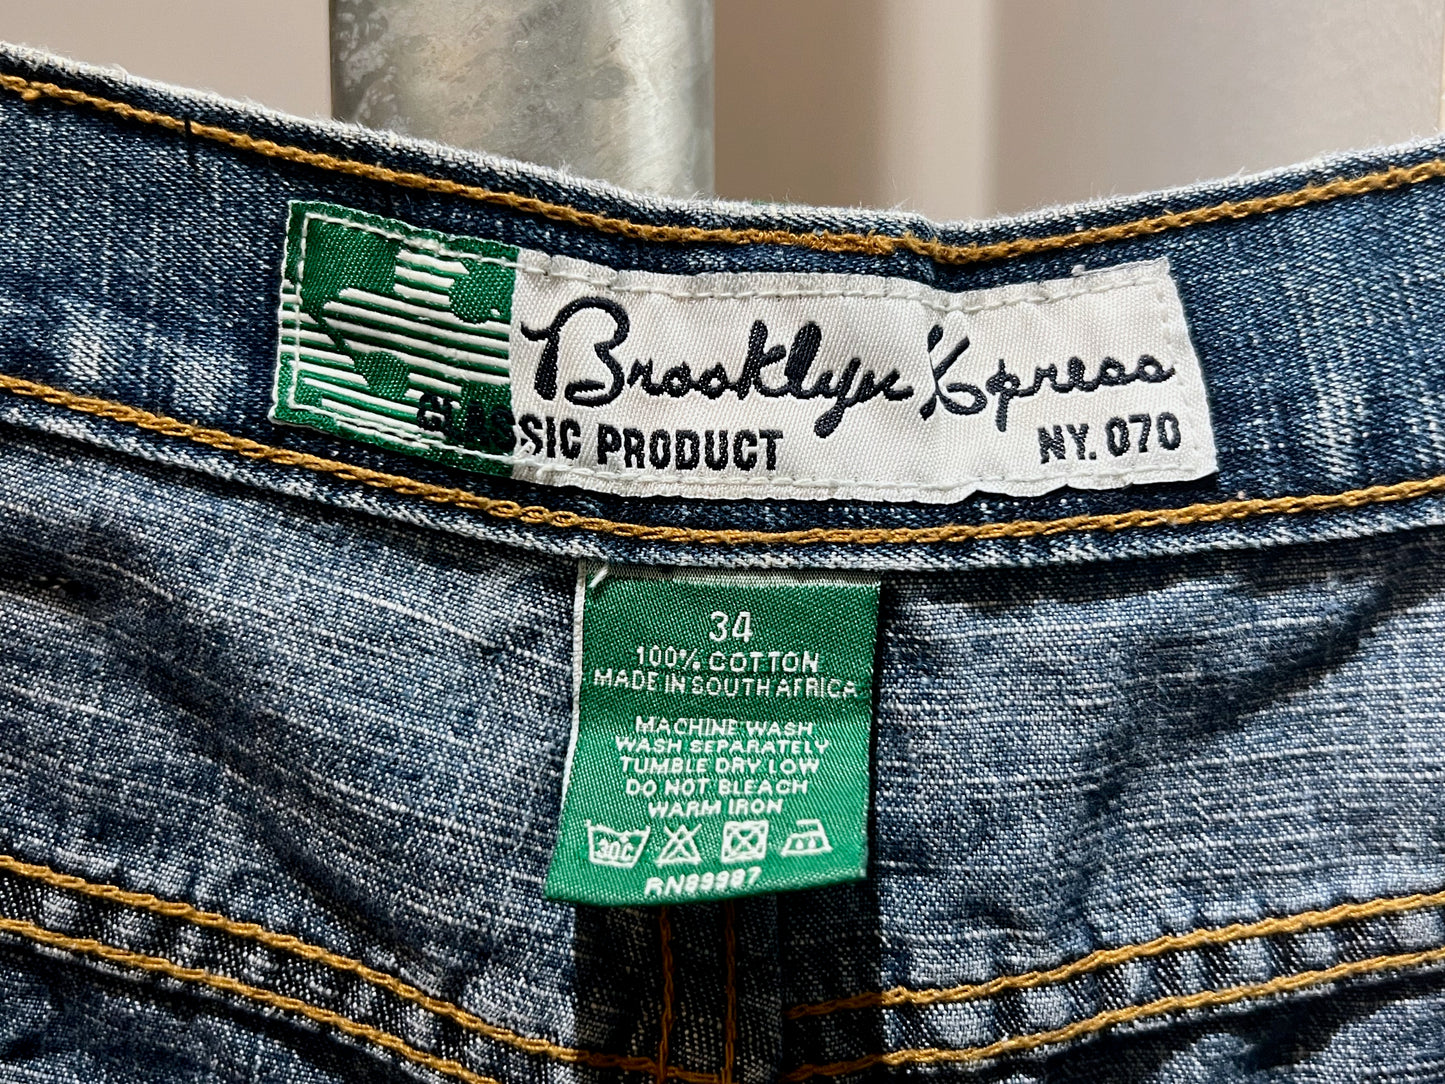 Brooklyn Xpress
CLASSIC PRODUCT NY. 070
34
100% COTTON
MADE IN SOUTH AFRICA
MACHINE WASH
WASH SEPARATELY
TUMBLE DRY LOW
DO NOT BLEACH
WARM IRON
30C
RN89987